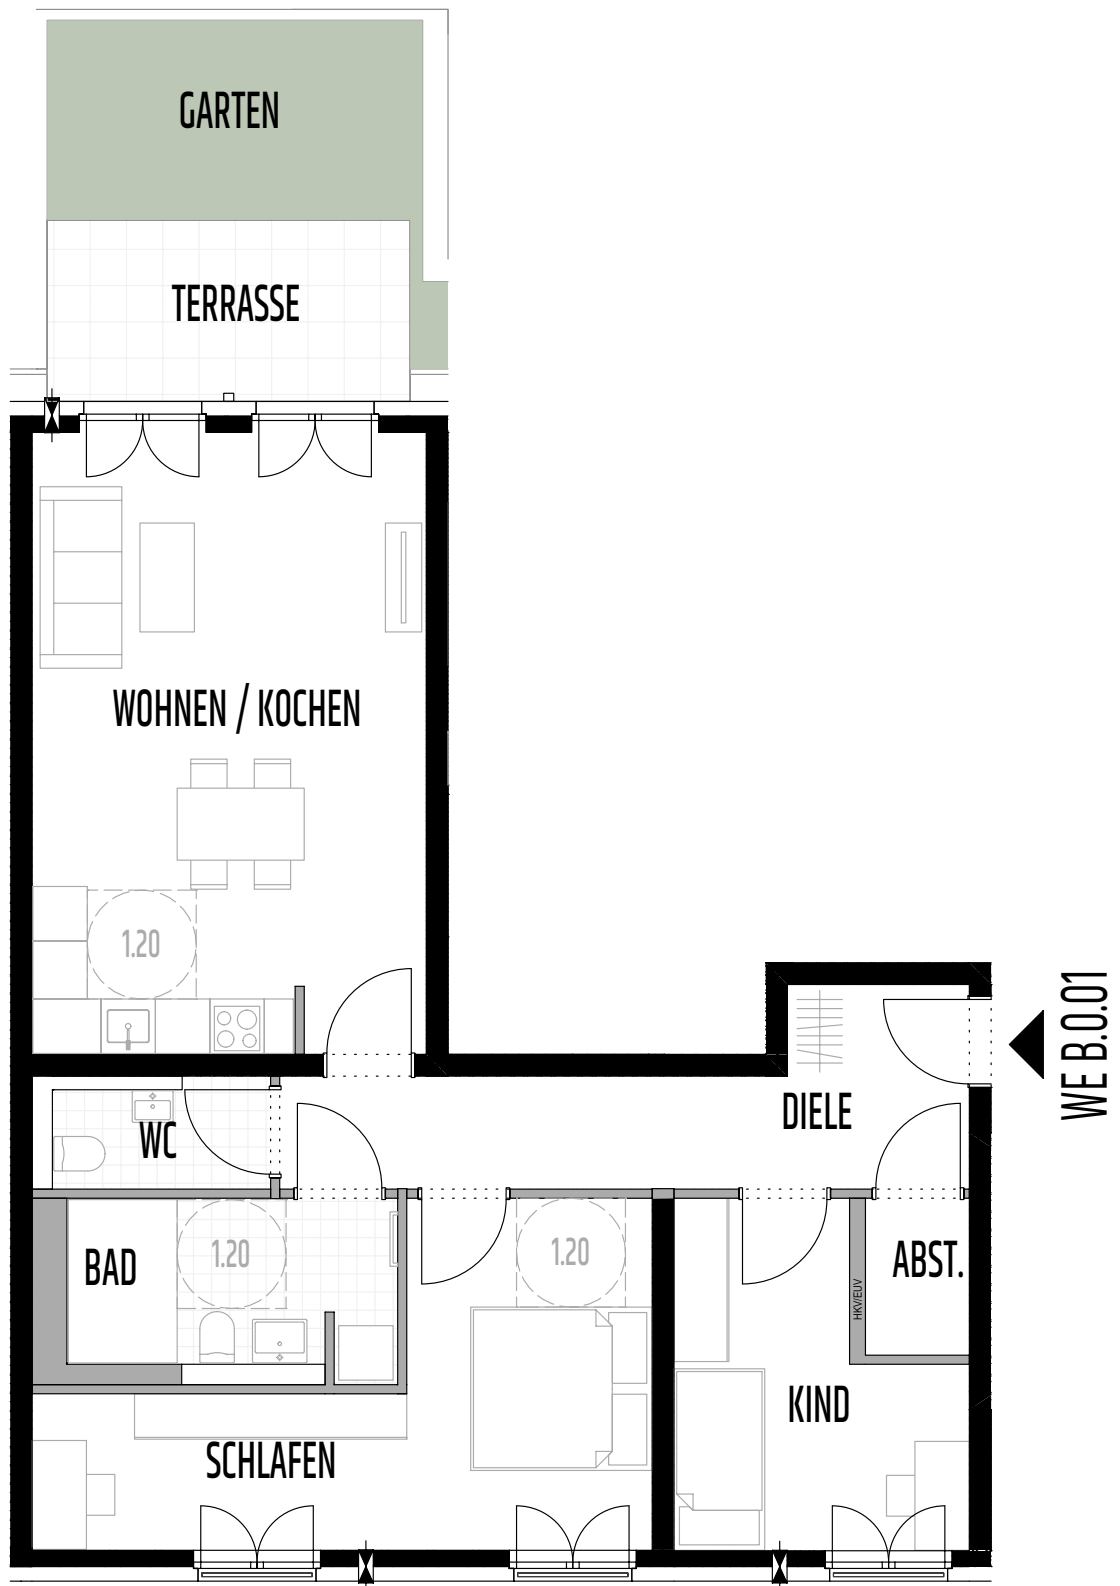 GARTEN
TERRASSE
WOHNEN / KOCHEN
1.20
WE B.0.01
DIELE
WC
BAD
1.20
1.20
ABST.
HKV/EUV
KIND
SCHLAFEN